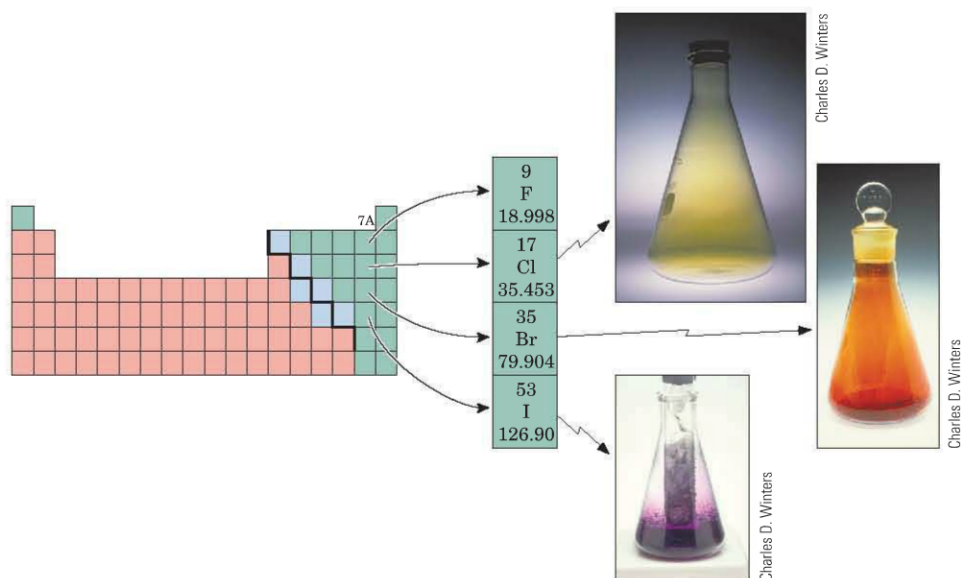 7A
9
F
18.998
17
Cl
35.453
35
Br
79.904
53
I
126.90
Charles D. Winters
Charles D. Winters
Charles D. Winters